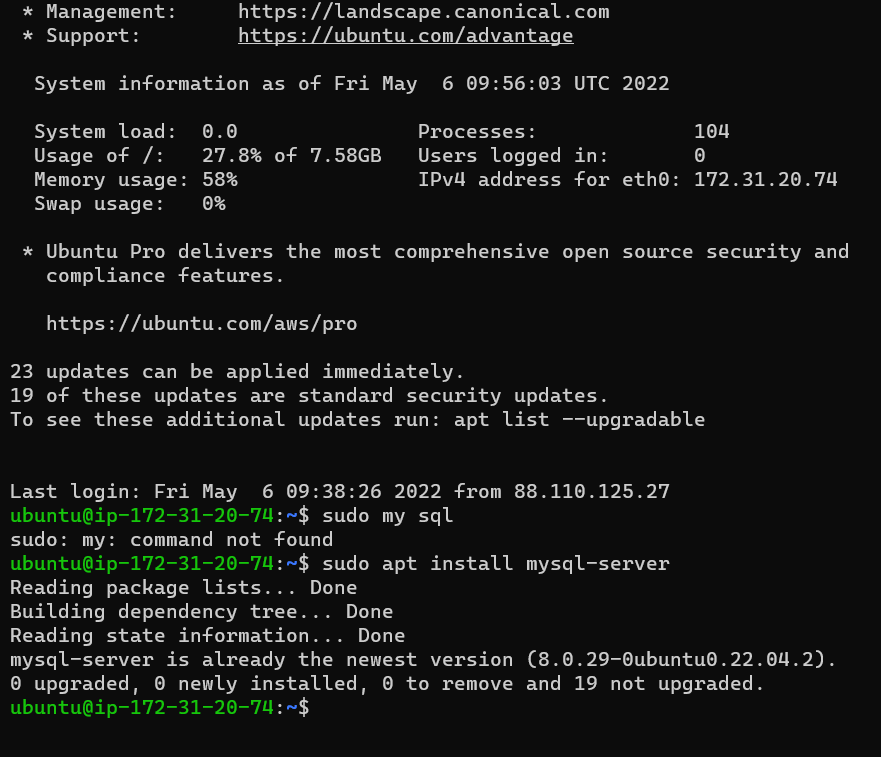 * Management:     https://landscape.canonical.com
* Support:        https://ubuntu.com/advantage
System information as of Fri May  6 09:56:03 UTC 2022
System load:  0.0               Processes:             104
Usage of /:   27.8% of 7.58GB   Users logged in:       0
Memory usage: 58%               IPv4 address for eth0: 172.31.20.74
Swap usage:   0%
* Ubuntu Pro delivers the most comprehensive open source security and
compliance features.
https://ubuntu.com/aws/pro
23 updates can be applied immediately.
19 of these updates are standard security updates.
To see these additional updates run: apt list --upgradable
Last login: Fri May  6 09:38:26 2022 from 88.110.125.27
ubuntu@ip-172-31-20-74:~$ sudo my sql
sudo: my: command not found
ubuntu@ip-172-31-20-74:~$ sudo apt install mysql-server
Reading package lists... Done
Building dependency tree... Done
Reading state information... Done
mysql-server is already the newest version (8.0.29-0ubuntu0.22.04.2).
0 upgraded, 0 newly installed, 0 to remove and 19 not upgraded.
ubuntu@ip-172-31-20-74:~$